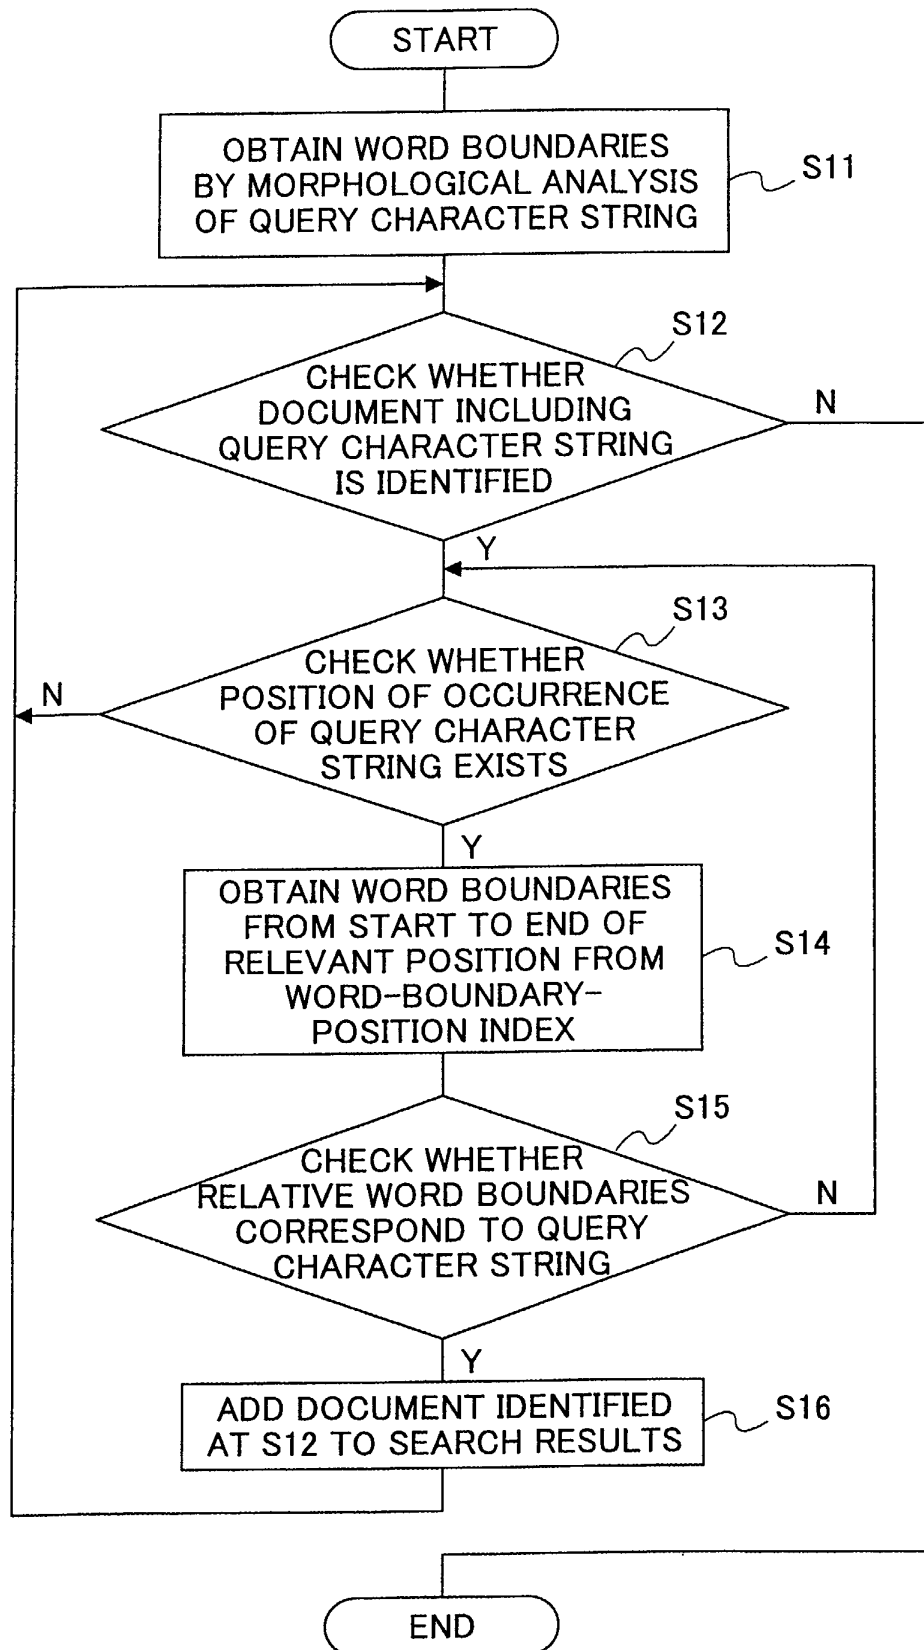 START
OBTAIN WORD BOUNDARIES
BY MORPHOLOGICAL ANALYSIS
OF QUERY CHARACTER STRING
S11
S12
CHECK WHETHER
DOCUMENT INCLUDING
QUERY CHARACTER STRING
IS IDENTIFIED
N
Y
S13
CHECK WHETHER
POSITION OF OCCURRENCE
OF QUERY CHARACTER
STRING EXISTS
N
Y
OBTAIN WORD BOUNDARIES
FROM START TO END OF
RELEVANT POSITION FROM
WORD-BOUNDARY-
POSITION INDEX
S14
S15
CHECK WHETHER
RELATIVE WORD BOUNDARIES
CORRESPOND TO QUERY
CHARACTER STRING
N
Y
ADD DOCUMENT IDENTIFIED
AT S12 TO SEARCH RESULTS
S16
END